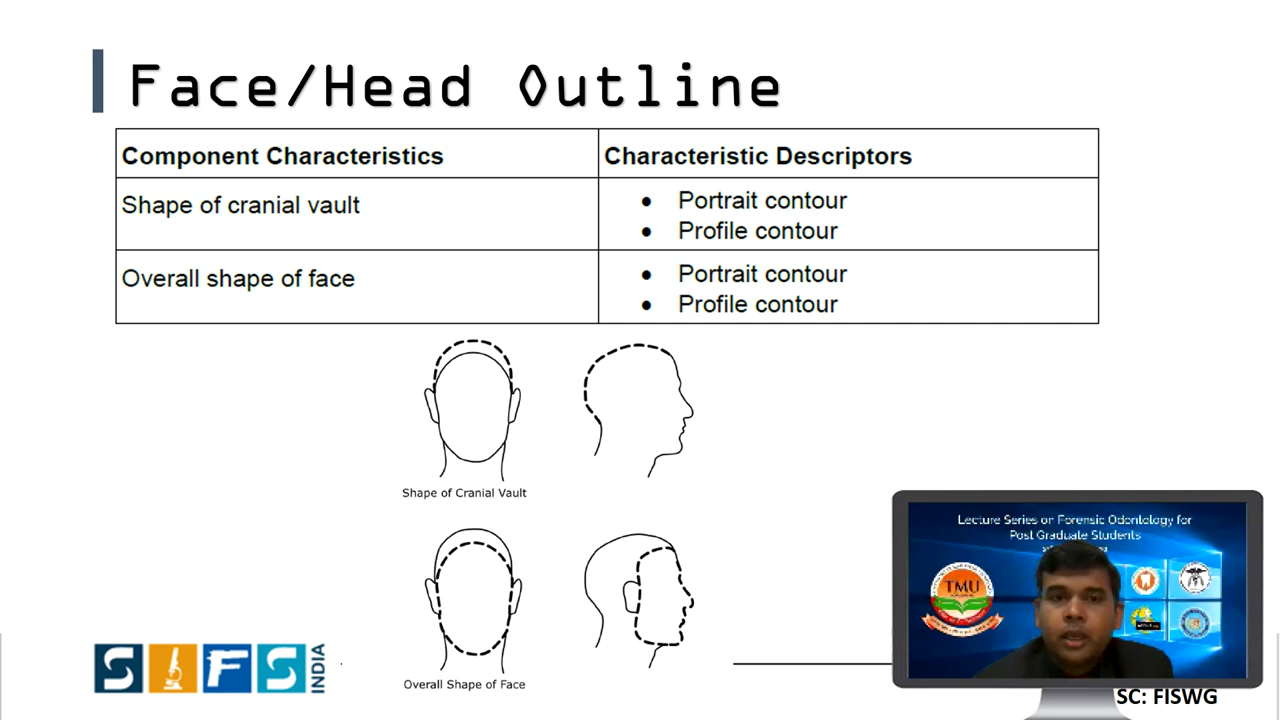 Face/Head Outline
Component Characteristics
Characteristic Descriptors
Shape of cranial vault
• Portrait contour
• Profile contour
Overall shape of face
• Portrait contour
• Profile contour
Shape of Cranial Vault
Overall Shape of Face
SIFS
INDIA
Lecture Series on Forensic Odontology for
Post Graduate Students
TMU
SC: FISWG